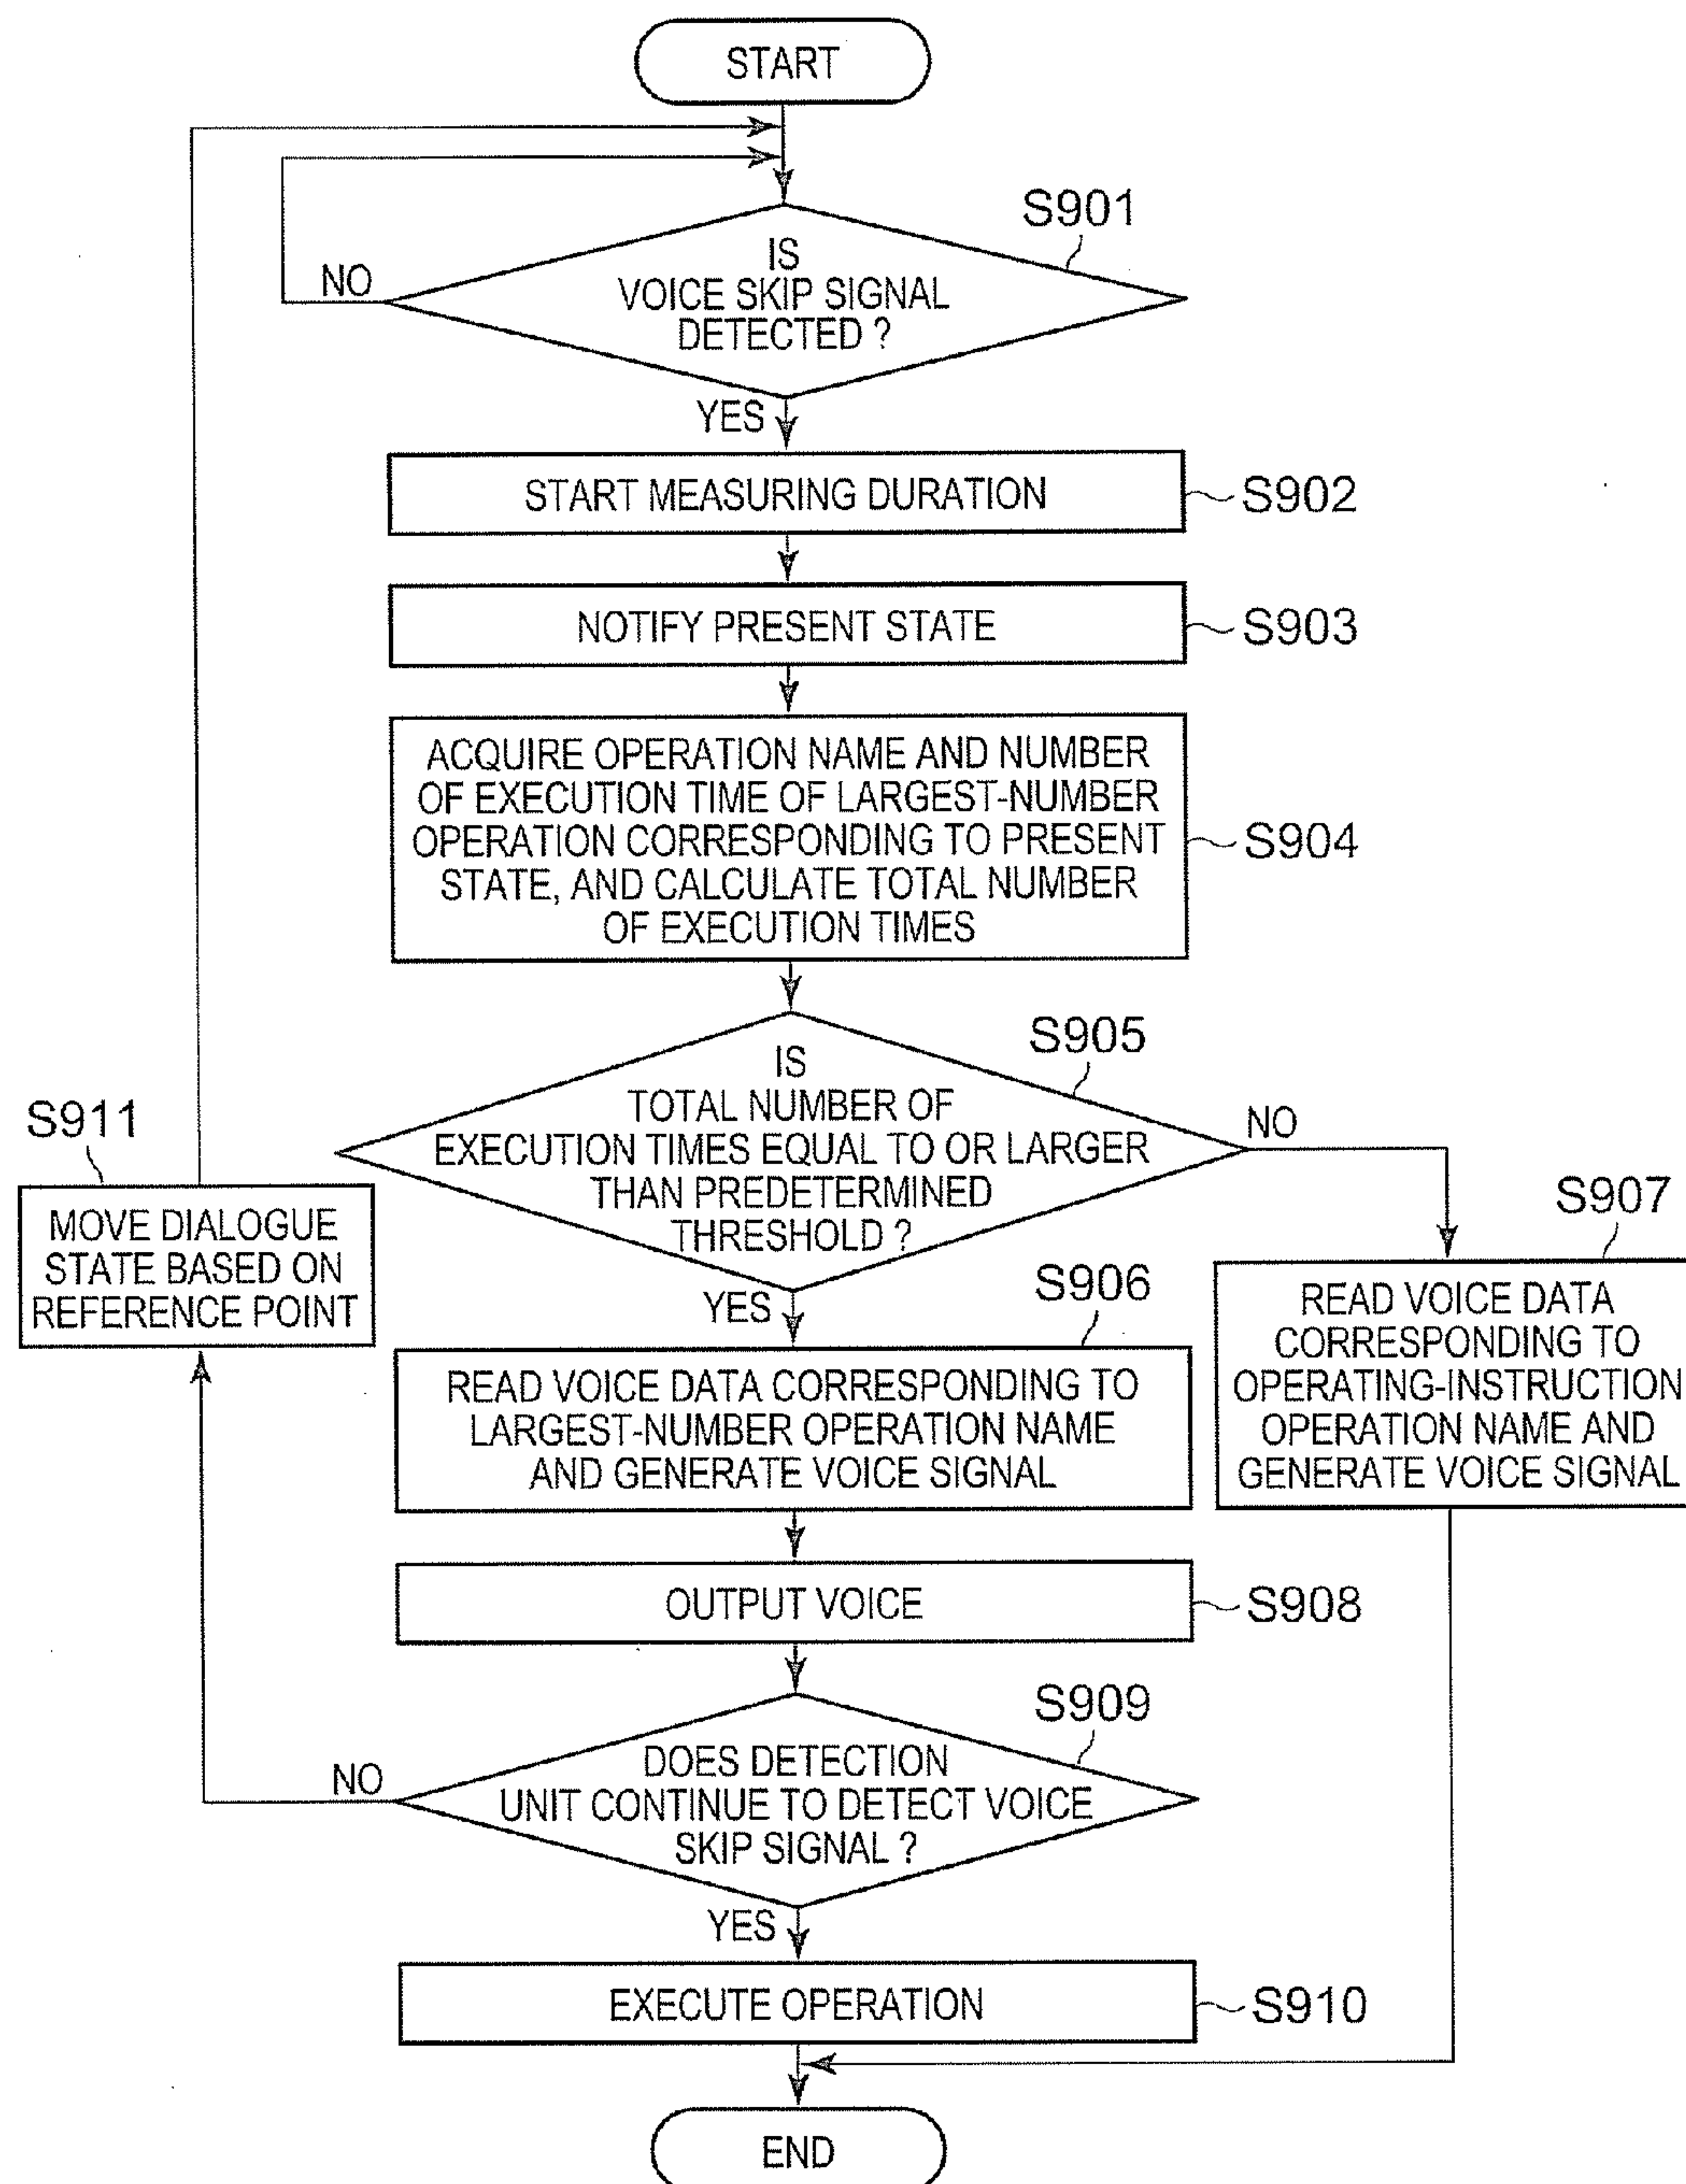 START
S901
IS
VOICE SKIP SIGNAL
DETECTED ?
NO
YES
START MEASURING DURATION
S902
NOTIFY PRESENT STATE
S903
ACQUIRE OPERATION NAME AND NUMBER
OF EXECUTION TIME OF LARGEST-NUMBER
OPERATION CORRESPONDING TO PRESENT
STATE, AND CALCULATE TOTAL NUMBER
OF EXECUTION TIMES
S904
S905
IS
TOTAL NUMBER OF
EXECUTION TIMES EQUAL TO OR LARGER
THAN PREDETERMINED
THRESHOLD ?
NO
YES
S911
MOVE DIALOGUE
STATE BASED ON
REFERENCE POINT
S906
READ VOICE DATA CORRESPONDING TO
LARGEST-NUMBER OPERATION NAME
AND GENERATE VOICE SIGNAL
S907
READ VOICE DATA
CORRESPONDING TO
OPERATING-INSTRUCTION
OPERATION NAME AND
GENERATE VOICE SIGNAL
OUTPUT VOICE
S908
S909
DOES DETECTION
UNIT CONTINUE TO DETECT VOICE
SKIP SIGNAL ?
NO
YES
EXECUTE OPERATION
S910
END